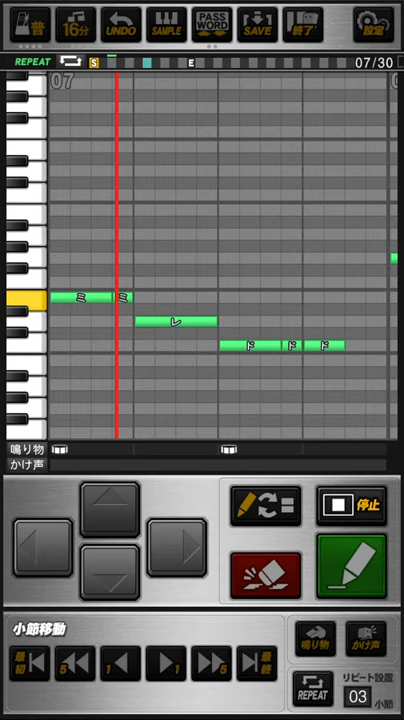 普 16分 UNDO SAMPLE PASS WORD SAVE 終了 設定
REPEAT S E 07/30
07
ミ ミ
レ
ド ド ド
鳴り物
かけ声
停止
小節移動
最初 5 1 1 5 最終
鳴り物 かけ声
REPEAT リピート設置 03 小節